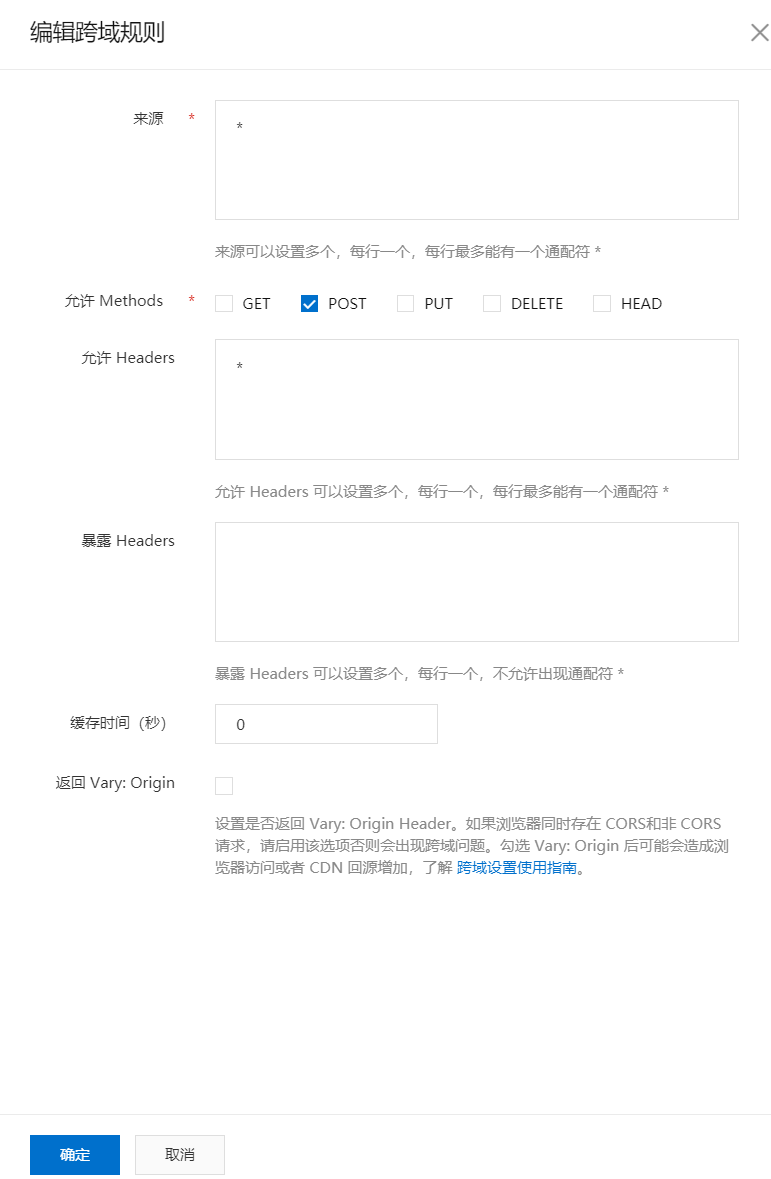 编辑跨域规则
来源 *
*
来源可以设置多个，每行一个，每行最多能有一个通配符 *
允许 Methods * GET POST PUT DELETE HEAD
允许 Headers
*
允许 Headers 可以设置多个，每行一个，每行最多能有一个通配符 *
暴露 Headers
暴露 Headers 可以设置多个，每行一个，不允许出现通配符 *
缓存时间（秒） 0
返回 Vary: Origin
设置是否返回 Vary: Origin Header。如果浏览器同时存在 CORS和非 CORS
请求，请启用该选项否则会出现跨域问题。勾选 Vary: Origin 后可能会造成浏
览器访问或者 CDN 回源增加，了解 跨域设置使用指南。
确定 取消